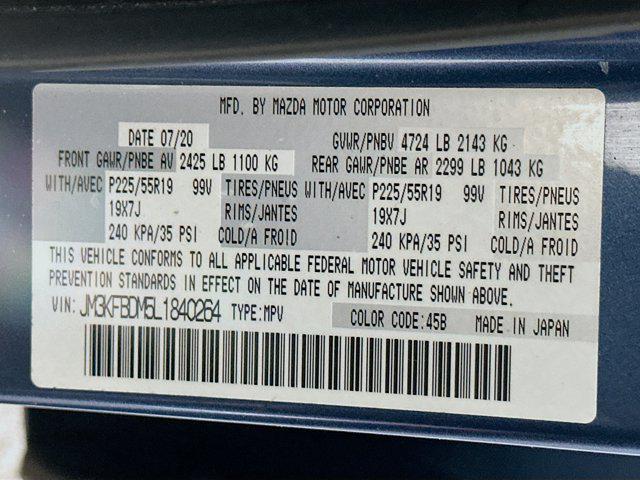 MFD. BY MAZDA MOTOR CORPORATION
DATE 07/20 GVWR/PNBV 4724 LB 2143 KG
FRONT GAWR/PNBE AV 2425 LB 1100 KG REAR GAWR/PNBE AR 2299 LB 1043 KG
WITH/AVEC P225/55R19 99V TIRES/PNEUS WITH/AVEC P225/55R19 99V TIRES/PNEUS
19X7J RIMS/JANTES 19X7J RIMS/JANTES
240 KPA/35 PSI COLD/A FROID 240 KPA/35 PSI COLD/A FROID
THIS VEHICLE CONFORMS TO ALL APPLICABLE FEDERAL MOTOR VEHICLE SAFETY AND THEFT
PREVENTION STANDARDS IN EFFECT ON THE DATE OF MANUFACTURE SHOWN ABOVE.
VIN: JM3KFBDM5L1840264 TYPE:MPV COLOR CODE:45B MADE IN JAPAN